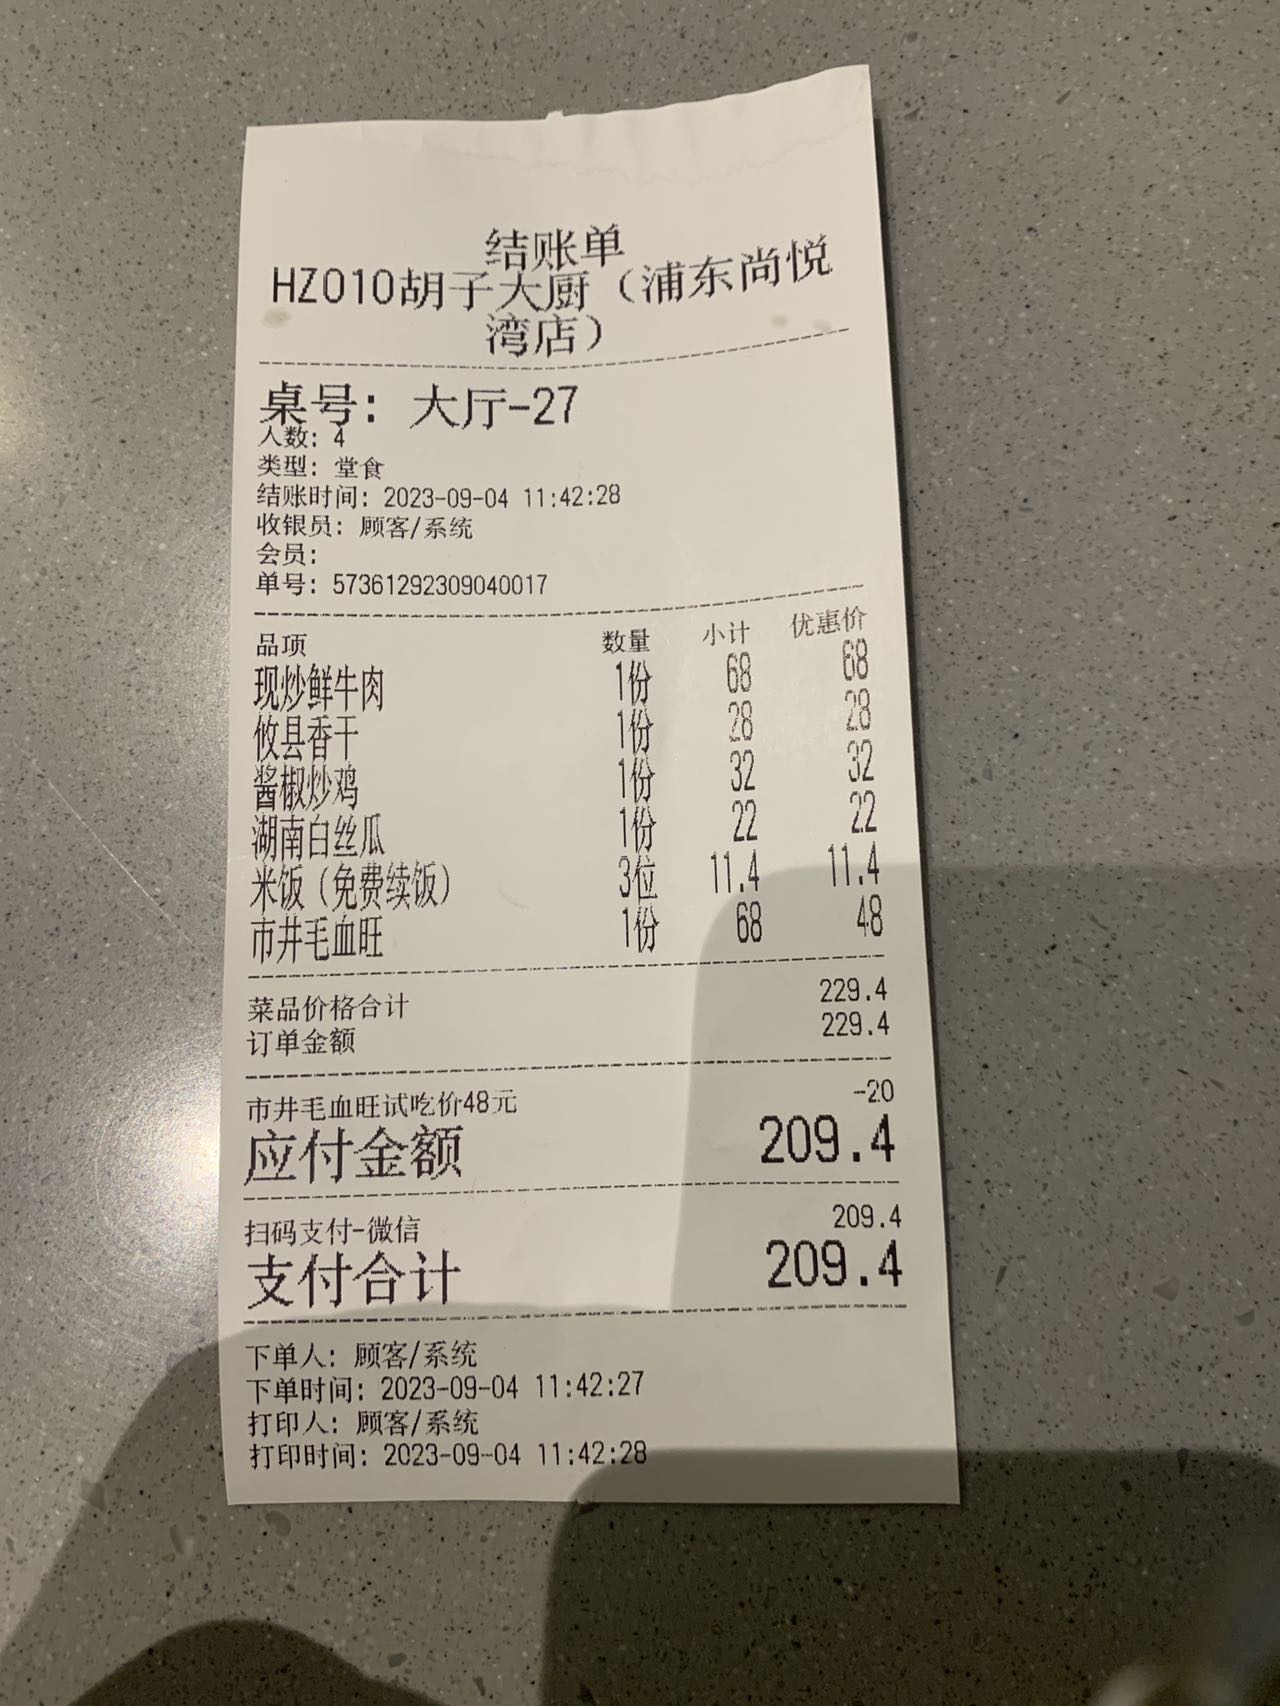 结账单
HZ010胡子大厨（浦东尚悦
湾店）
桌号: 大厅-27
人数: 4
类型: 堂食
结账时间: 2023-09-04 11:42:28
收银员: 顾客/系统
会员:
单号: 57361292309040017
品项 数量 小计 优惠价
现炒鲜牛肉 1份 68 68
攸县香干 1份 28 28
酱椒炒鸡 1份 32 32
湖南白丝瓜 1份 22 22
米饭（免费续饭） 3位 11.4 11.4
市井毛血旺 1份 68 48
菜品价格合计 229.4
订单金额 229.4
市井毛血旺试吃价48元 -20
应付金额 209.4
扫码支付-微信 209.4
支付合计 209.4
下单人: 顾客/系统
下单时间: 2023-09-04 11:42:27
打印人: 顾客/系统
打印时间: 2023-09-04 11:42:28